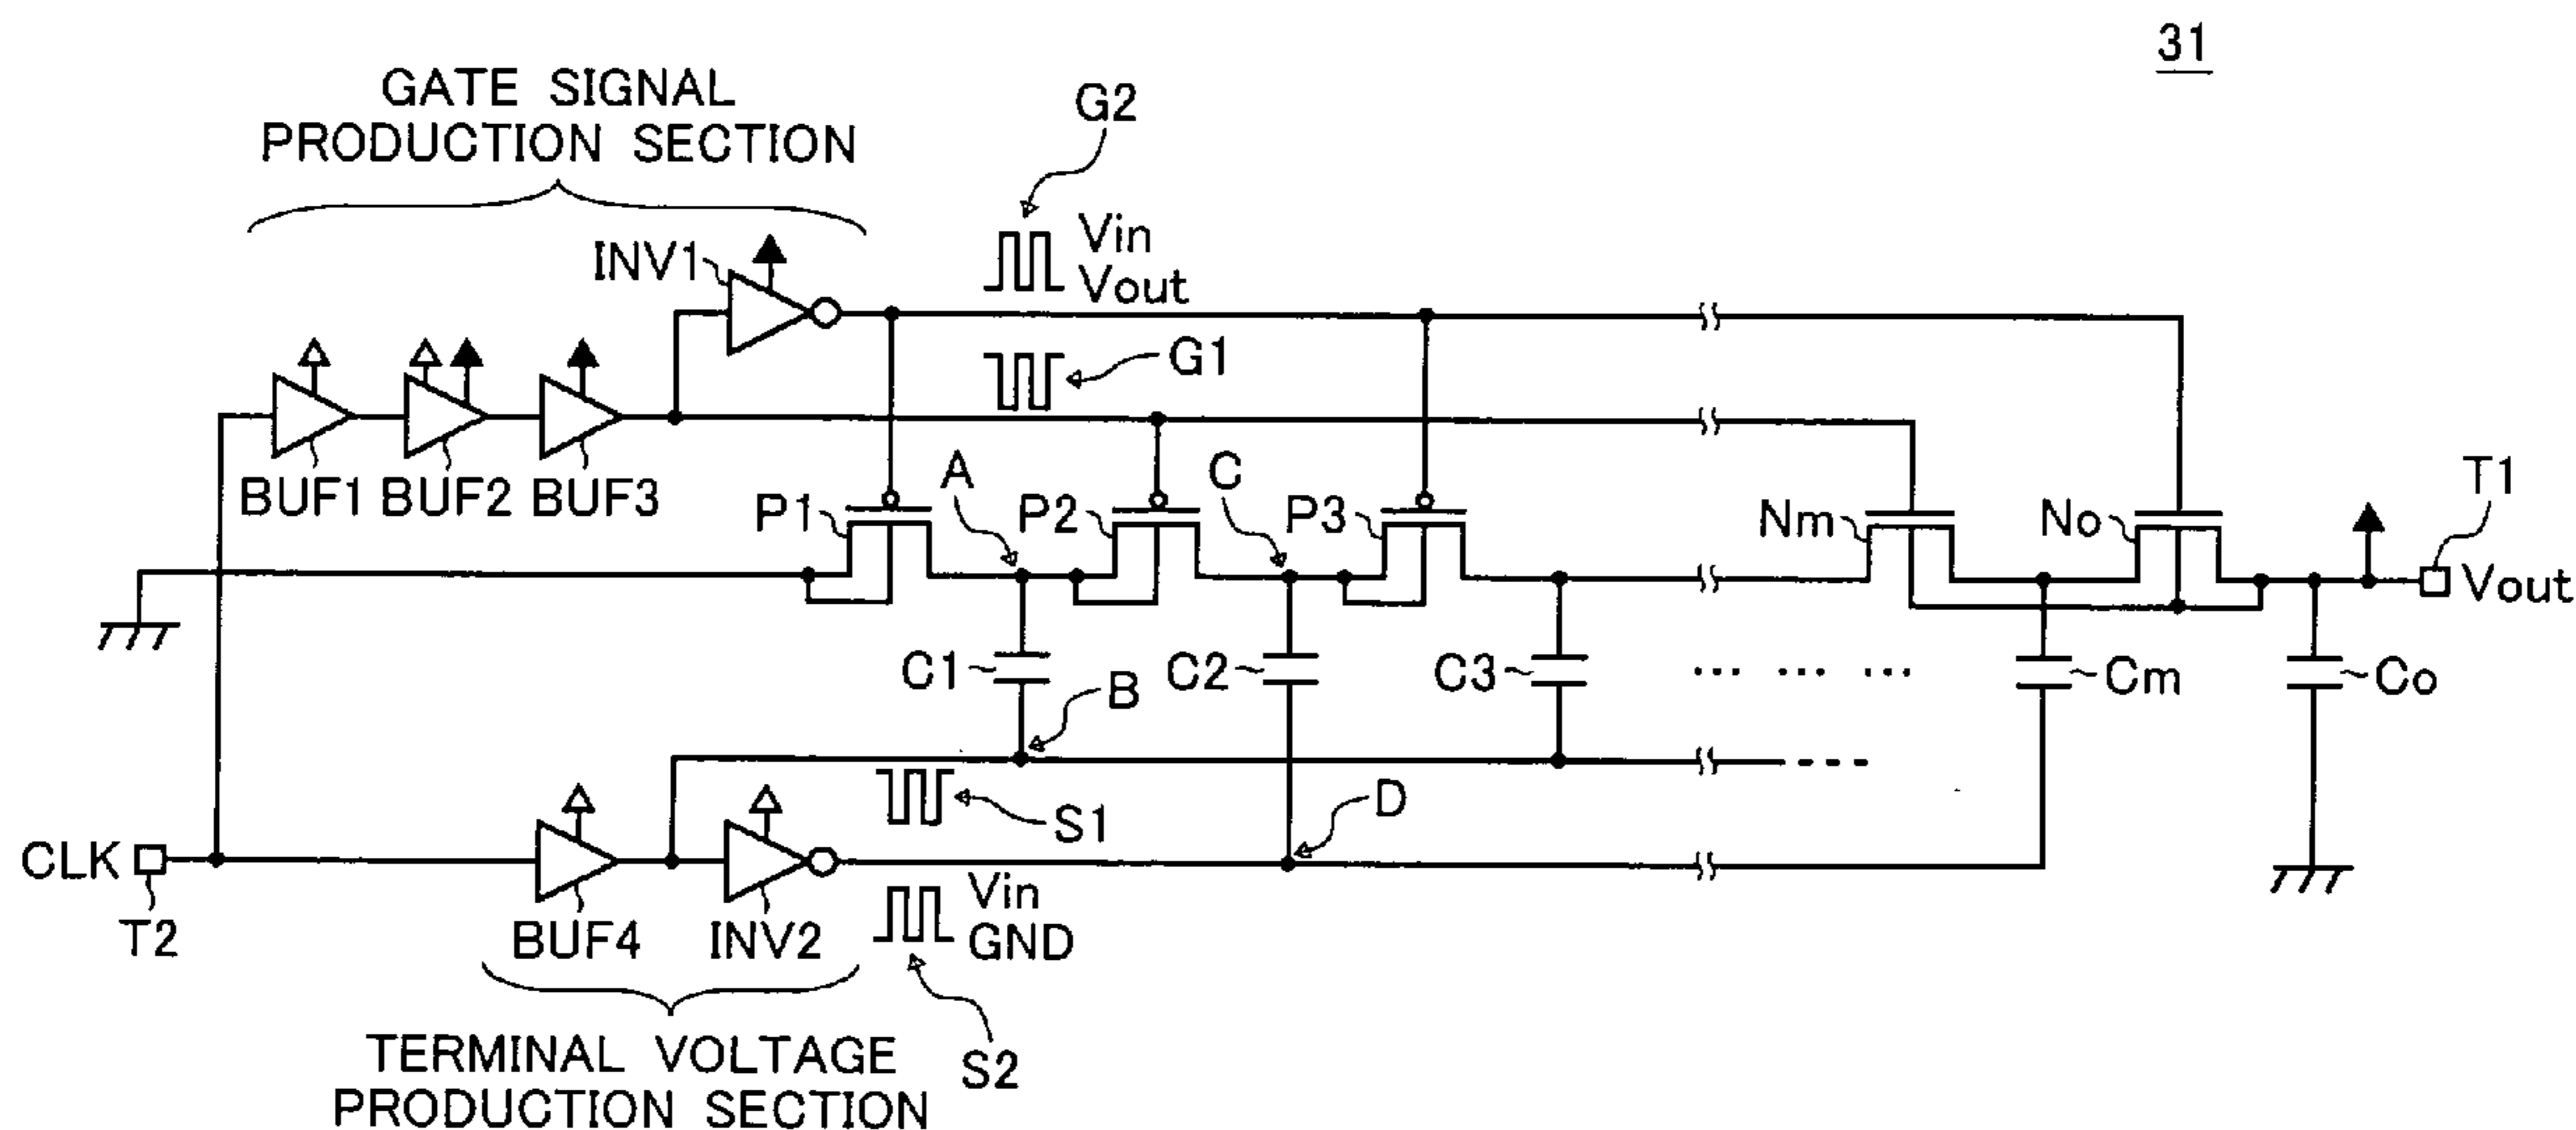 31
GATE SIGNAL
PRODUCTION SECTION
G2
INV1
Vin
Vout
G1
BUF1
BUF2
BUF3
A
C
P1
P2
P3
Nm
No
T1
Vout
C1
C2
C3
... ... ...
Cm
Co
B
S1
D
CLK
T2
BUF4
INV2
Vin
GND
S2
TERMINAL VOLTAGE
PRODUCTION SECTION